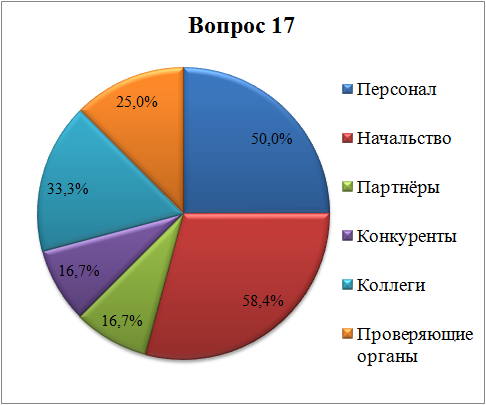 Вопрос 17
25,0%
50,0%
33,3%
16,7%
16,7%
58,4%
Персонал
Начальство
Партнёры
Конкуренты
Коллеги
Проверяющие
органы